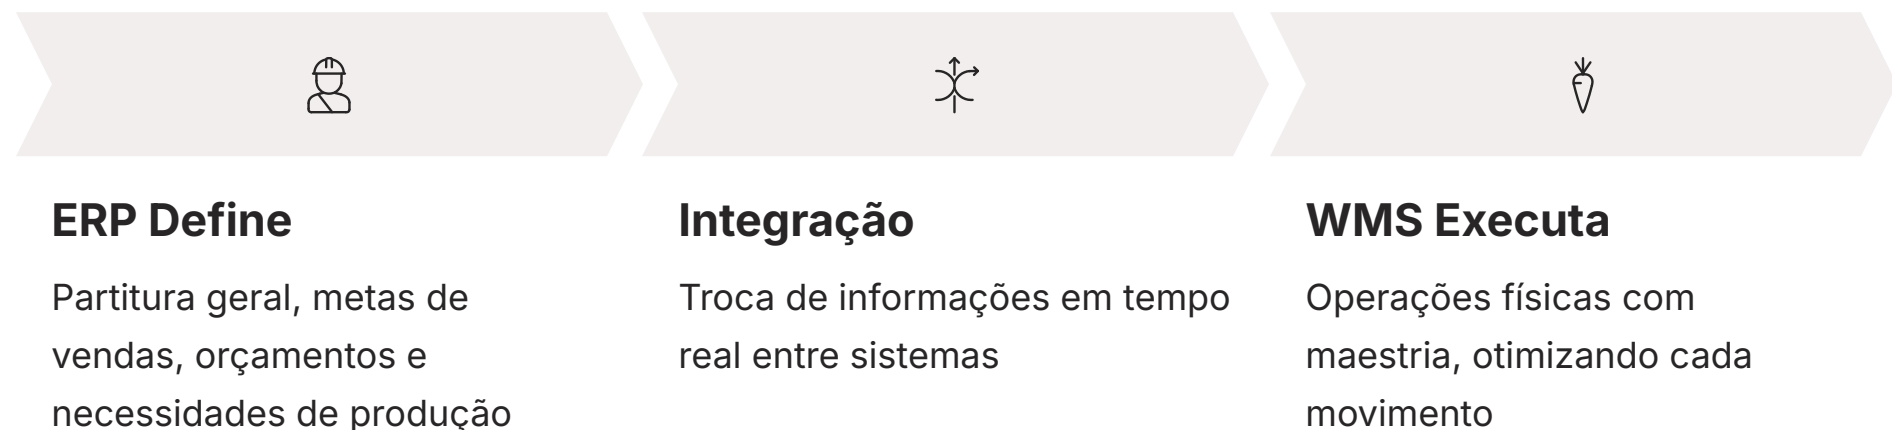 ERP Define
Partitura geral, metas de
vendas, orçamentos e
necessidades de produção
Integração
Troca de informações em tempo
real entre sistemas
WMS Executa
Operações físicas com
maestria, otimizando cada
movimento